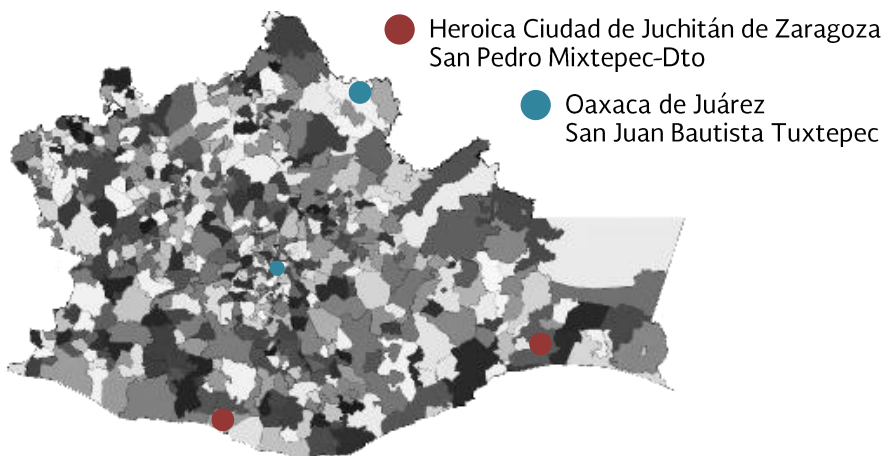 Heroica Ciudad de Juchitán de Zaragoza
San Pedro Mixtepec-Dto
Oaxaca de Juárez
San Juan Bautista Tuxtepec